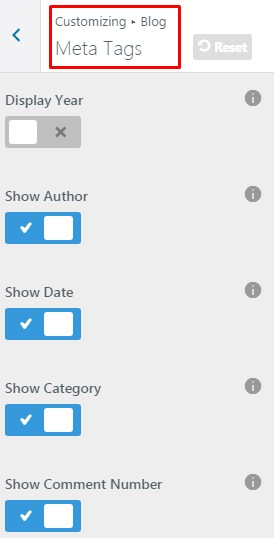 Customizing ▸ Blog
Meta Tags
Reset
Display Year
Show Author
Show Date
Show Category
Show Comment Number